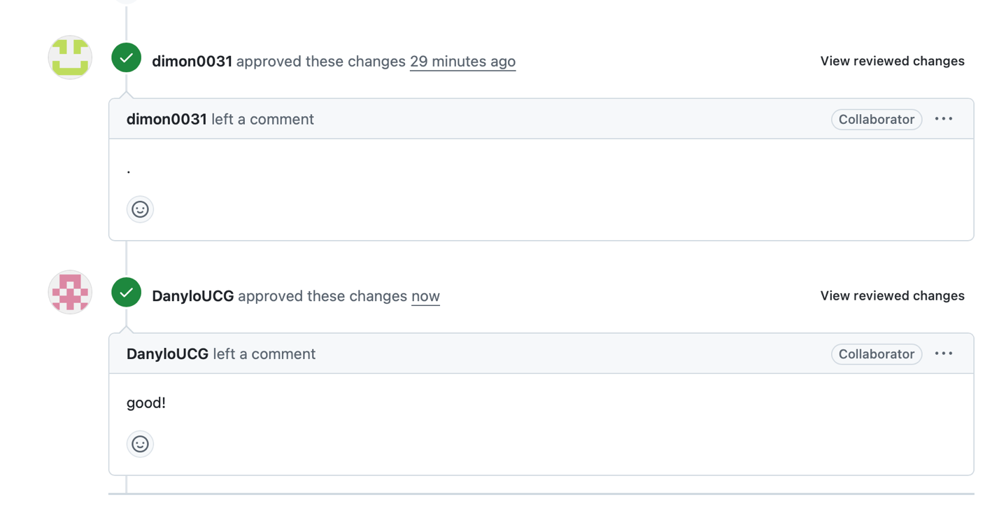 dimon0031 approved these changes 29 minutes ago View reviewed changes
dimon0031 left a comment Collaborator ...
.
DanyloUCG approved these changes now View reviewed changes
DanyloUCG left a comment Collaborator ...
good!